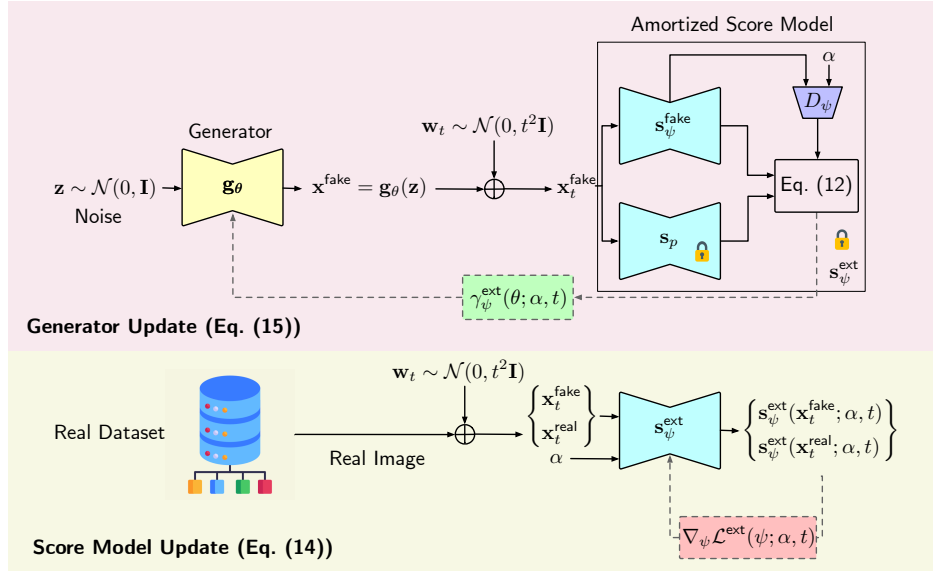 Amortized Score Model
α
D_ψ
s_ψ^fake
w_t ∼ 𝒩(0, t²I)
Generator
g_θ
z ∼ 𝒩(0, I)
Noise
x^fake = g_θ(z)
x_t^fake
Eq. (12)
s_p
s_ψ^ext
γ_ψ^ext(θ; α, t)
Generator Update (Eq. (15))
w_t ∼ 𝒩(0, t²I)
x_t^fake
x_t^real
α
s_ψ^ext
s_ψ^ext(x_t^fake; α, t)
s_ψ^ext(x_t^real; α, t)
Real Dataset
Real Image
∇_ψ ℒ^ext(ψ; α, t)
Score Model Update (Eq. (14))